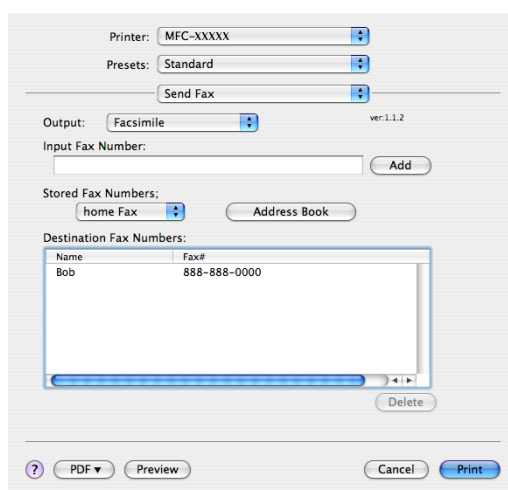 Printer: MFC-XXXXX
Presets: Standard
Send Fax
Output: Facsimile ver:1.1.2
Input Fax Number:
Add
Stored Fax Numbers;
home Fax Address Book
Destination Fax Numbers:
Name Fax#
Bob 888-888-0000
Delete
? PDF▼ Preview Cancel Print